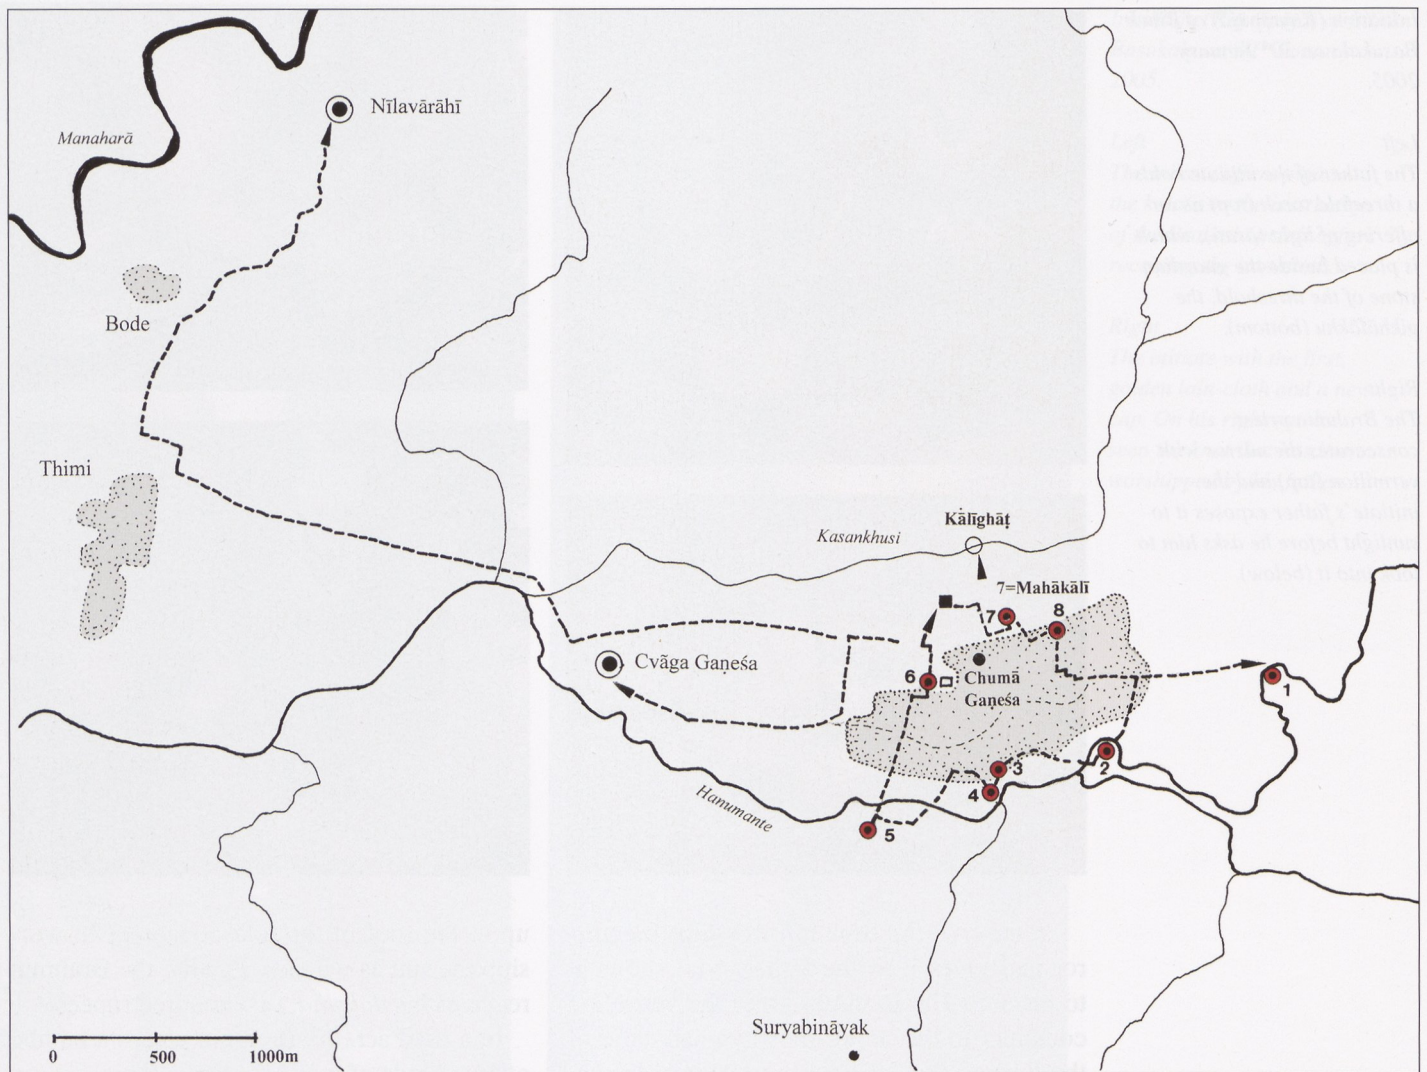 Nīlavārāhī
Manaharā
Bode
Thimi
Kālīghāṭ
Kasankhusi
7=Mahākālī
7
8
Cvāga Gaṇeśa
6
Chumā
Gaṇeśa
1
2
3
4
Hanumante
5
Suryabināyak
0 500 1000m